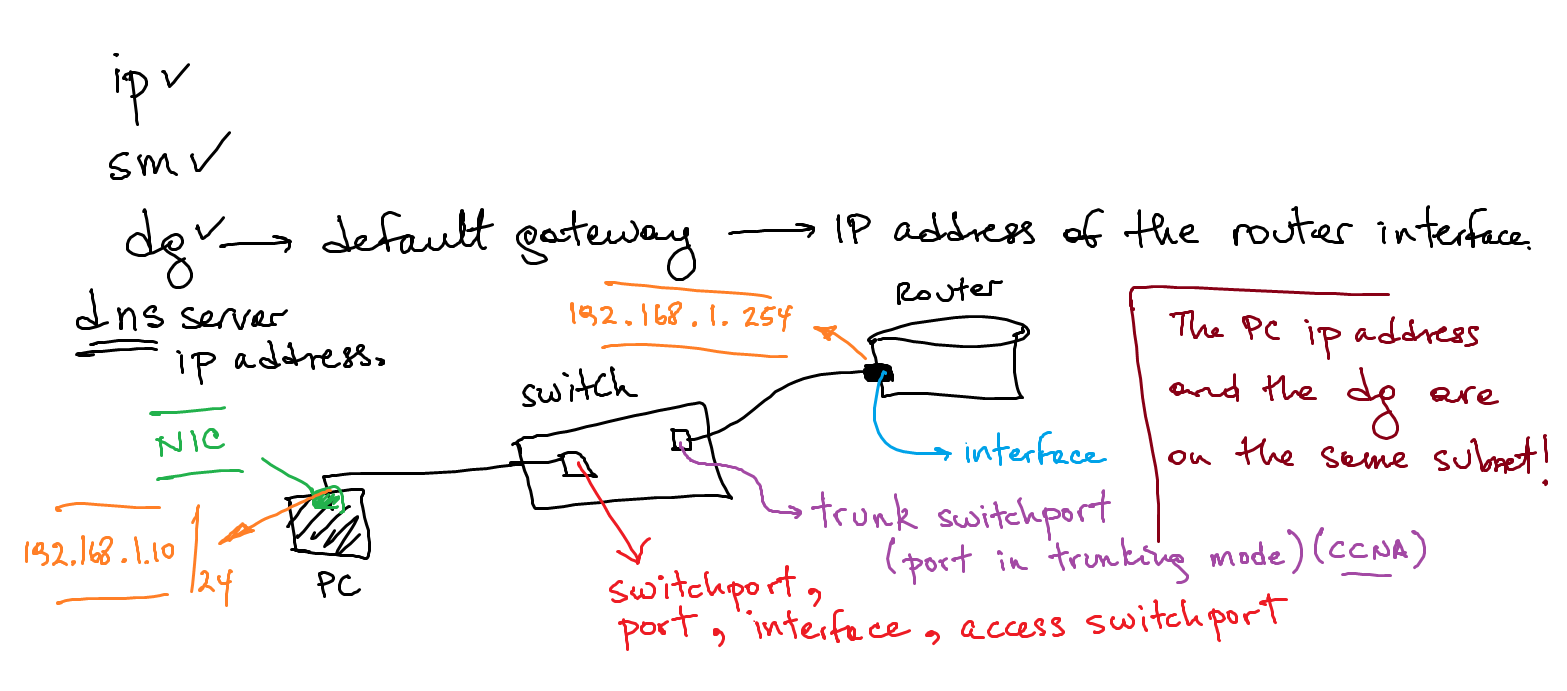 ip ✓
sm ✓
dg ✓ → default gateway → IP address of the router interface.
dns server
ip address.
192.168.1.254
Router
The PC ip address
and the dg are
on the same subnet!
switch
NIC
interface
192.168.1.10 /24
PC
trunk switchport
(port in trunking mode) (CCNA)
switchport,
port, interface, access switchport